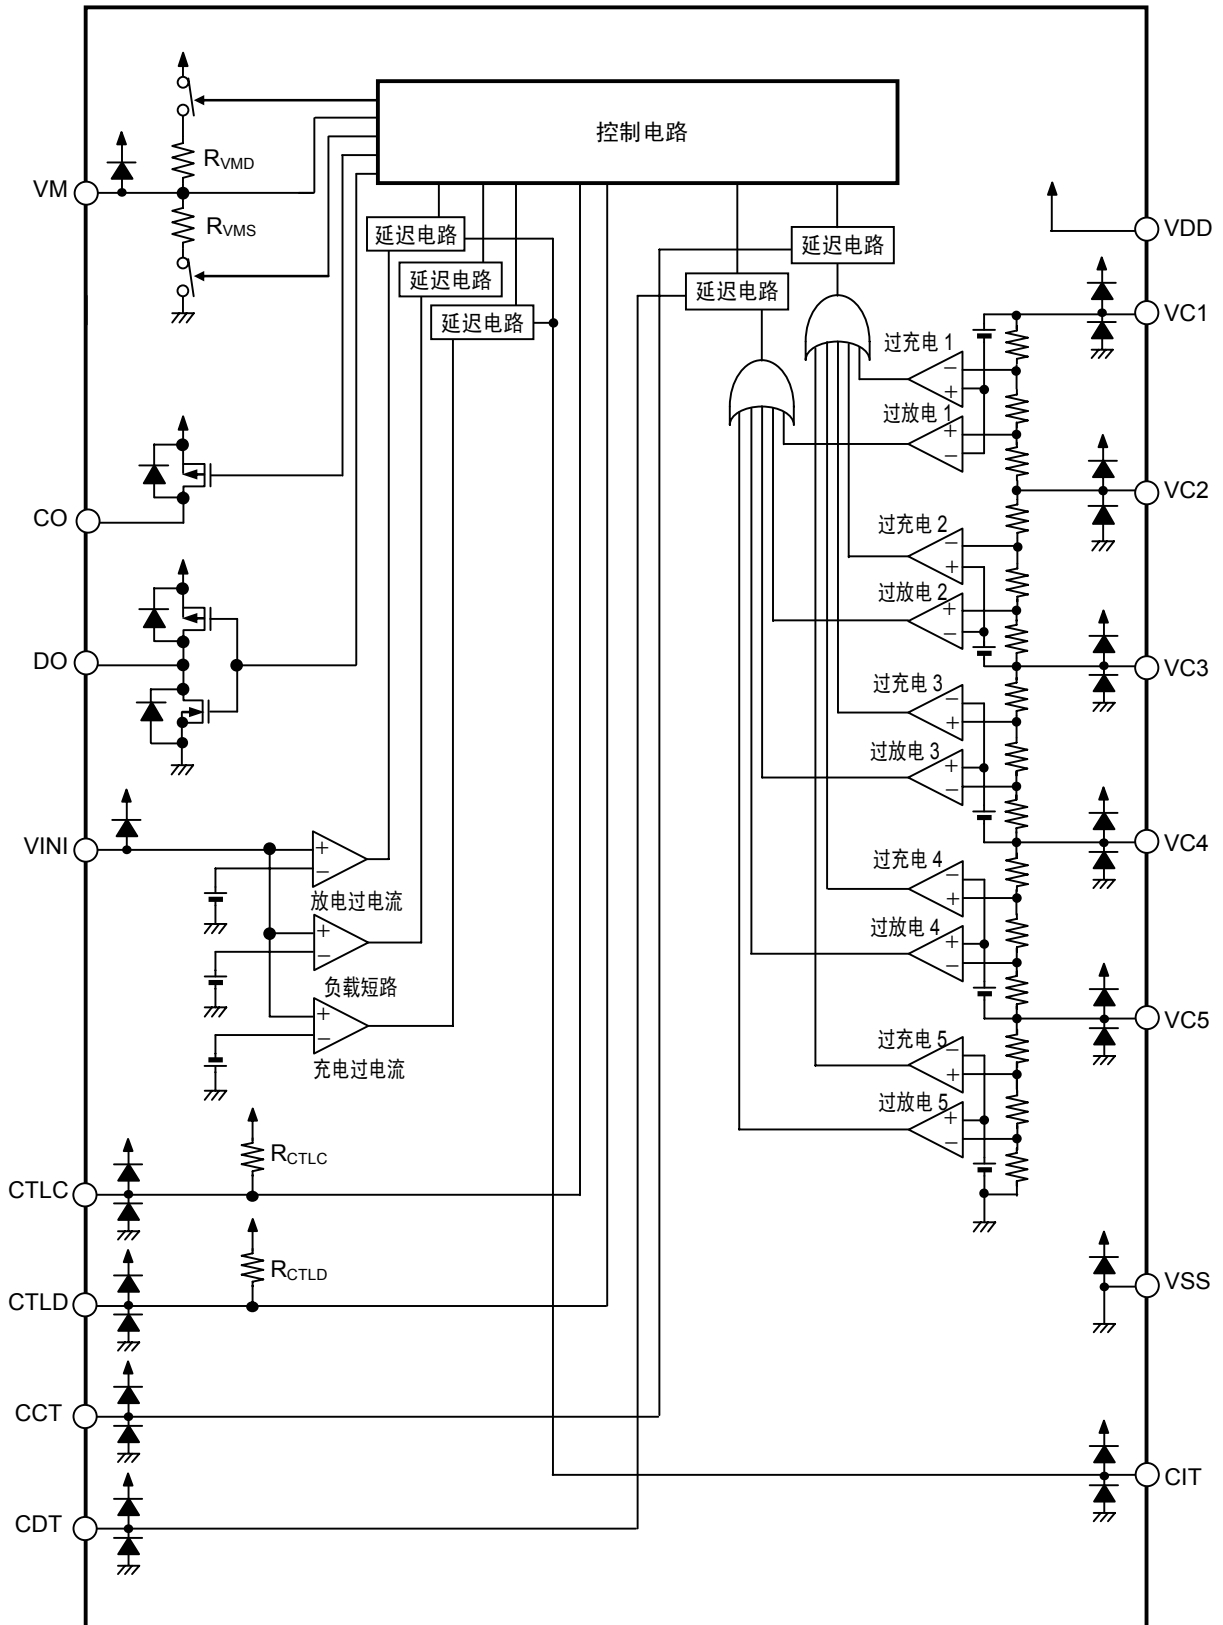 控制电路
R_VMD
VM
R_VMS
VDD
延迟电路
延迟电路
延迟电路
延迟电路
延迟电路
VC1
过充电 1
过放电 1
VC2
CO
过充电 2
过放电 2
DO
VC3
过充电 3
过放电 3
VINI
VC4
过充电 4
放电过电流
过放电 4
负载短路
VC5
过充电 5
充电过电流
过放电 5
R_CTLC
CTLC
R_CTLD
VSS
CTLD
CCT
CIT
CDT